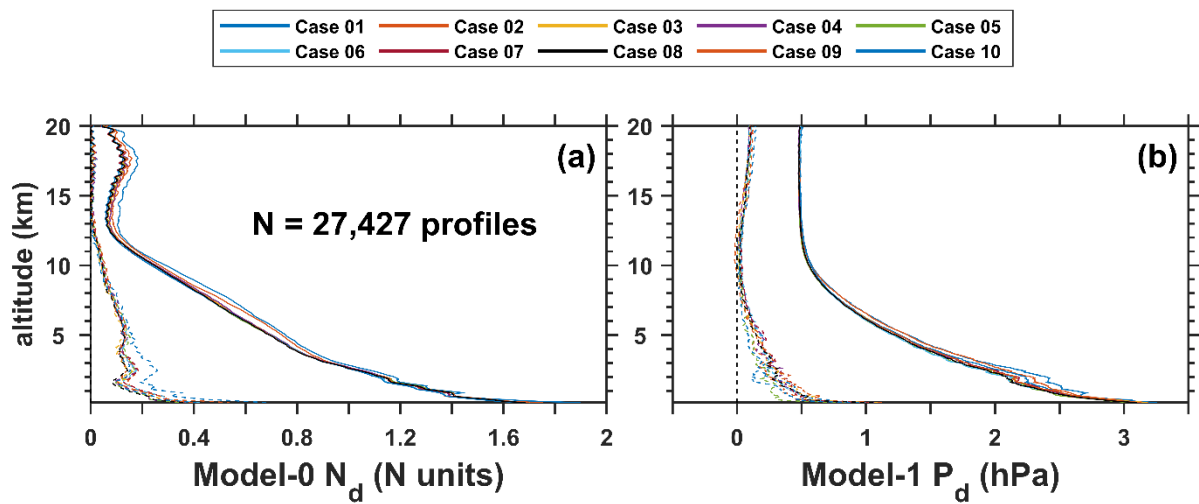 Case 01 Case 02 Case 03 Case 04 Case 05
Case 06 Case 07 Case 08 Case 09 Case 10
20 (a) 20 (b)
15 15
N = 27,427 profiles
10 10
5 5
altitude (km)
0 0.4 0.8 1.2 1.6 2 0 1 2 3
Model-0 N_d (N units) Model-1 P_d (hPa)